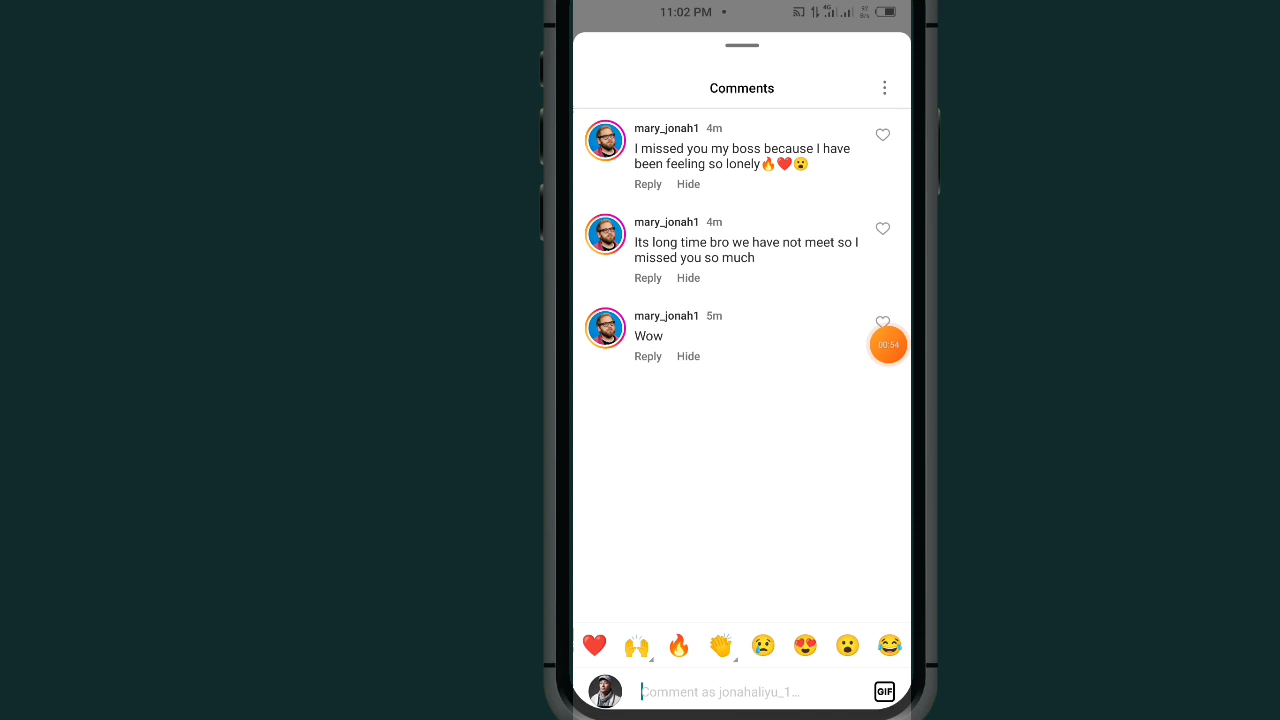 11:02 PM
4G
Comments
mary_jonah1 4m
I missed you my boss because I have
been feeling so lonely🔥❤️😮
Reply Hide
mary_jonah1 4m
Its long time bro we have not meet so I
missed you so much
Reply Hide
mary_jonah1 5m
Wow
00:54
Reply Hide
Comment as jonahaliyu_1...
GIF